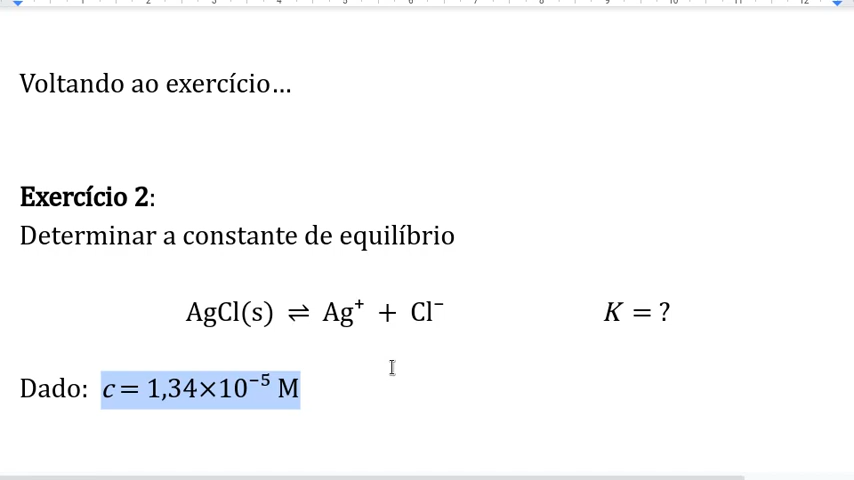 Voltando ao exercício…
Exercício 2:
Determinar a constante de equilíbrio
AgCl(s) ⇌ Ag⁺ + Cl⁻ K = ?
Dado: c = 1,34×10⁻⁵ M